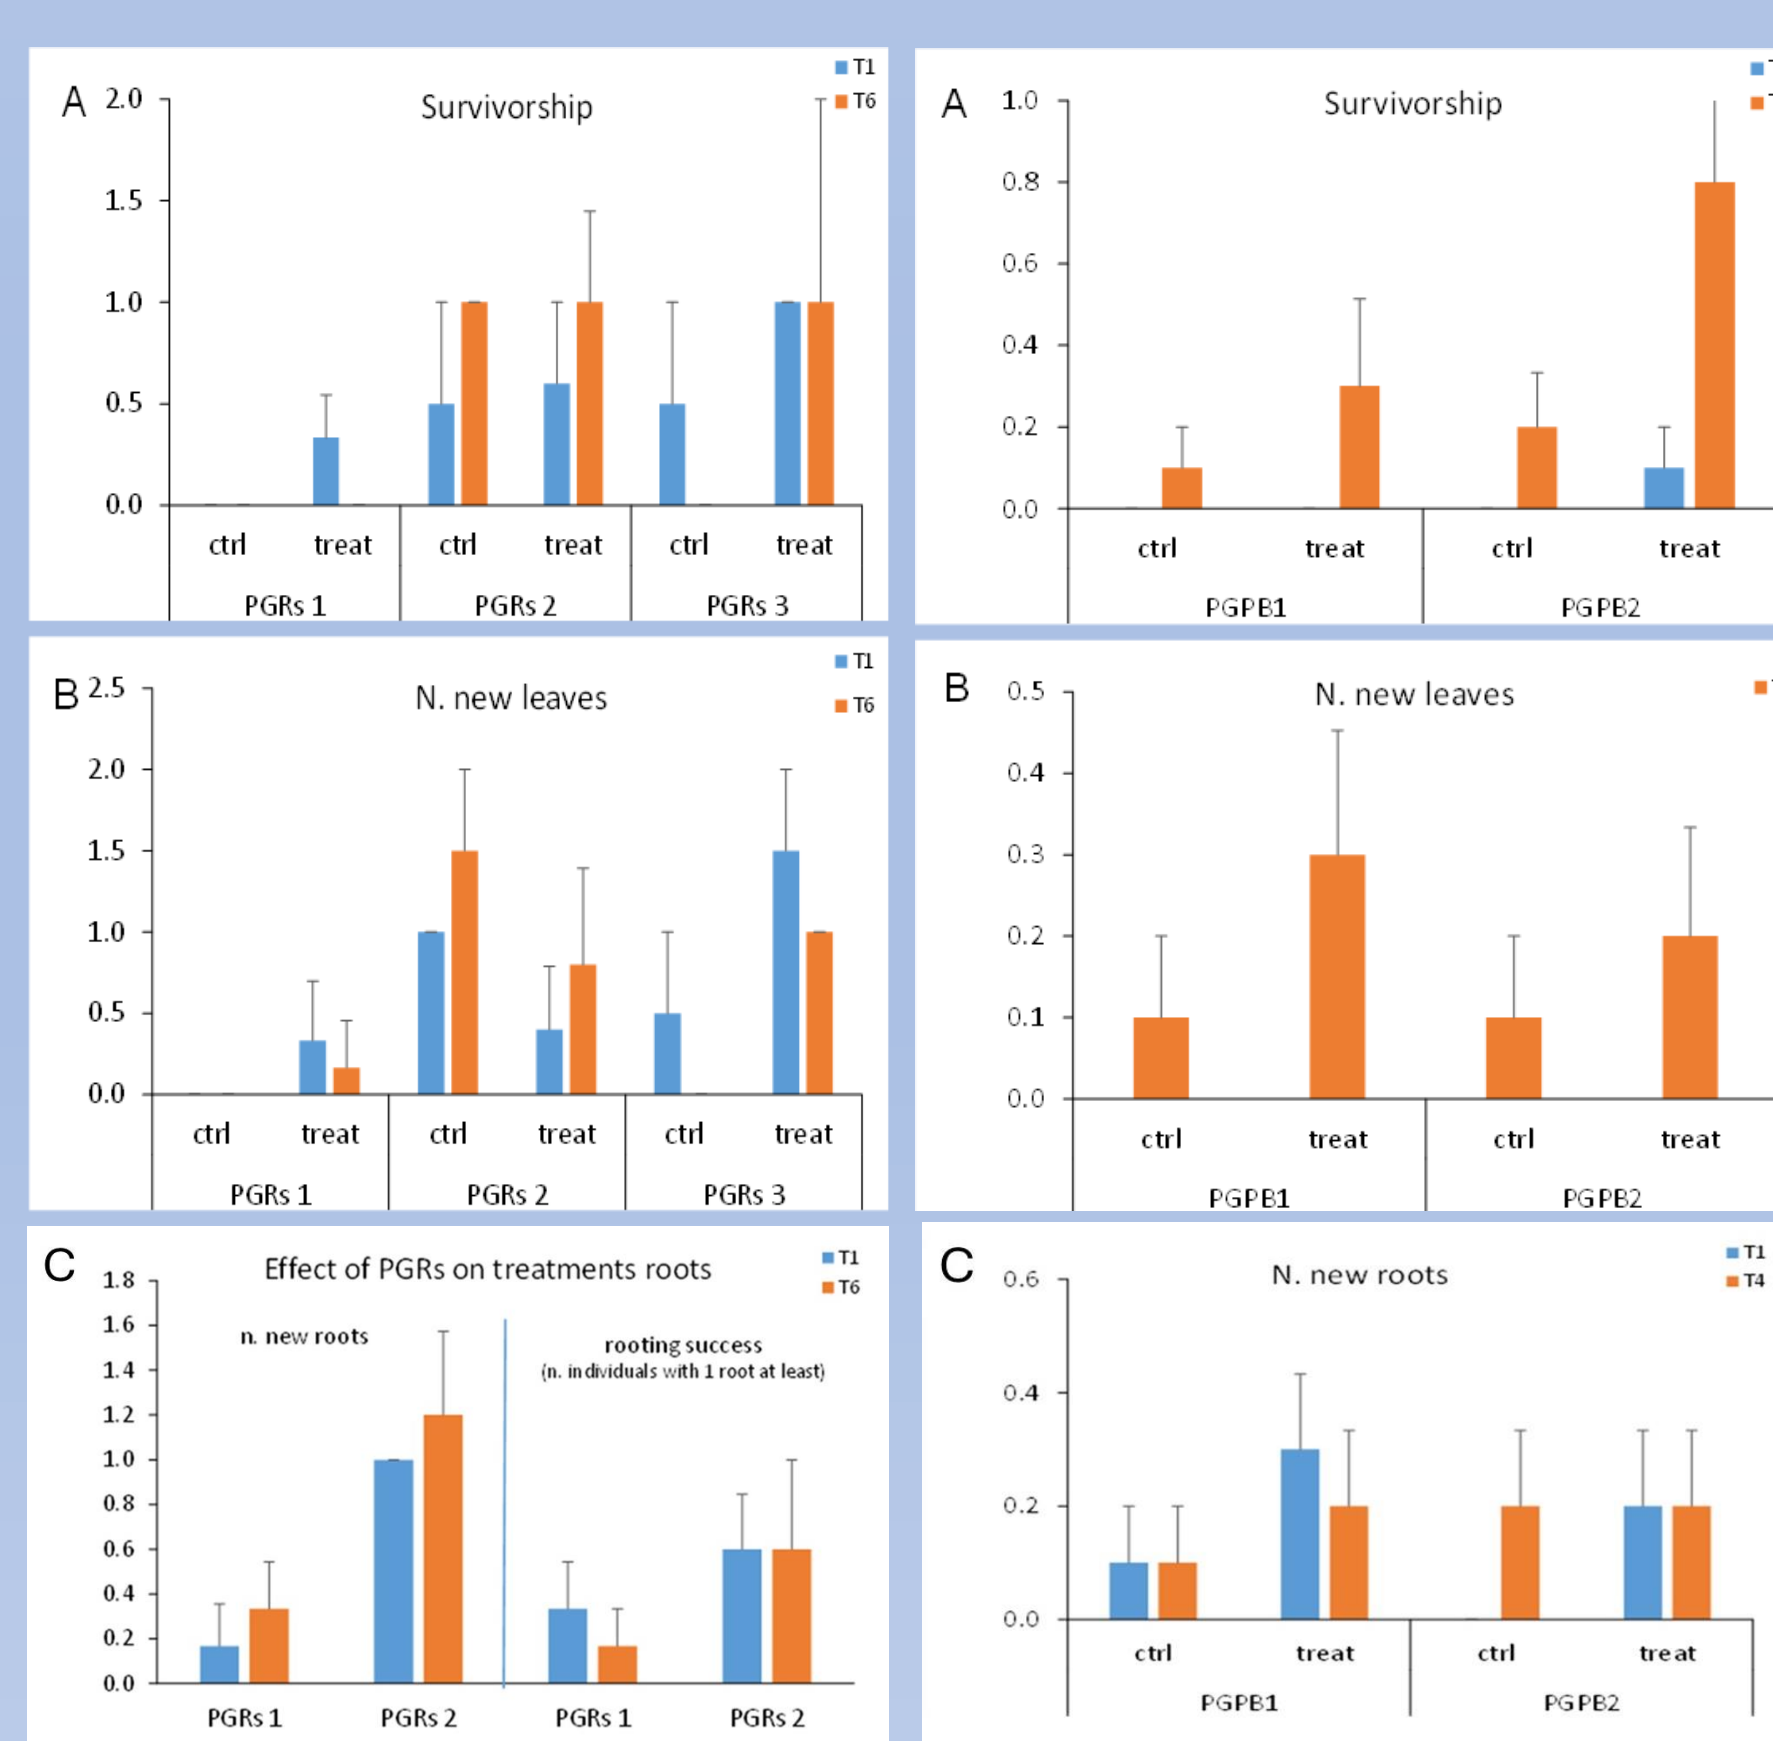 A
Survivorship
T1
T6
2.0
1.5
1.0
0.5
0.0
ctrl treat ctrl treat ctrl treat
PGRs 1 PGRs 2 PGRs 3
B
N. new leaves
T1
T6
2.5
2.0
1.5
1.0
0.5
0.0
ctrl treat ctrl treat ctrl treat
PGRs 1 PGRs 2 PGRs 3
C
Effect of PGRs on treatments roots
T1
T6
n. new roots
rooting success
(n. individuals with 1 root at least)
1.8
1.6
1.4
1.2
1.0
0.8
0.6
0.4
0.2
0.0
PGRs 1 PGRs 2 PGRs 1 PGRs 2
A
Survivorship
1.0
0.8
0.6
0.4
0.2
0.0
ctrl treat ctrl treat
PGPB1 PGPB2
B
N. new leaves
0.5
0.4
0.3
0.2
0.1
0.0
ctrl treat ctrl treat
PGPB1 PGPB2
C
N. new roots
T1
T4
0.6
0.4
0.2
0.0
ctrl treat ctrl treat
PGPB1 PGPB2